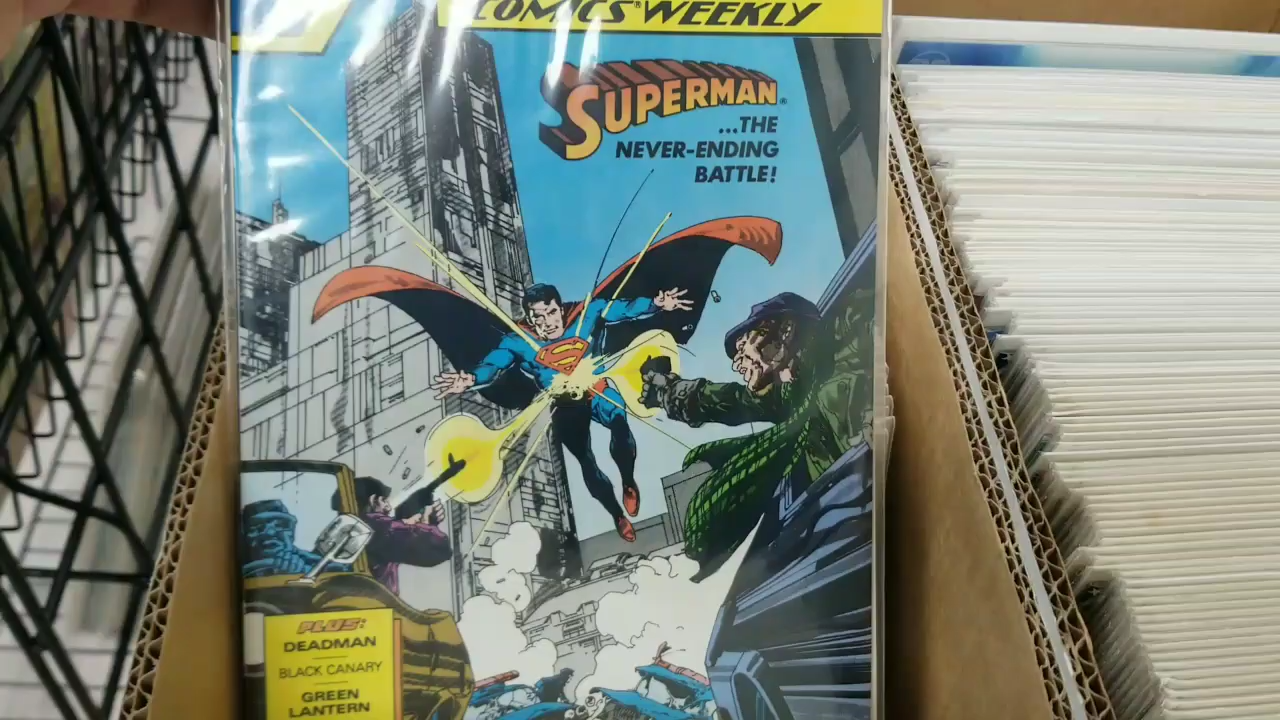 COMICS® WEEKLY
SUPERMAN®
...THE
NEVER-ENDING
BATTLE!
S
PLUS:
DEADMAN
BLACK CANARY
GREEN
LANTERN